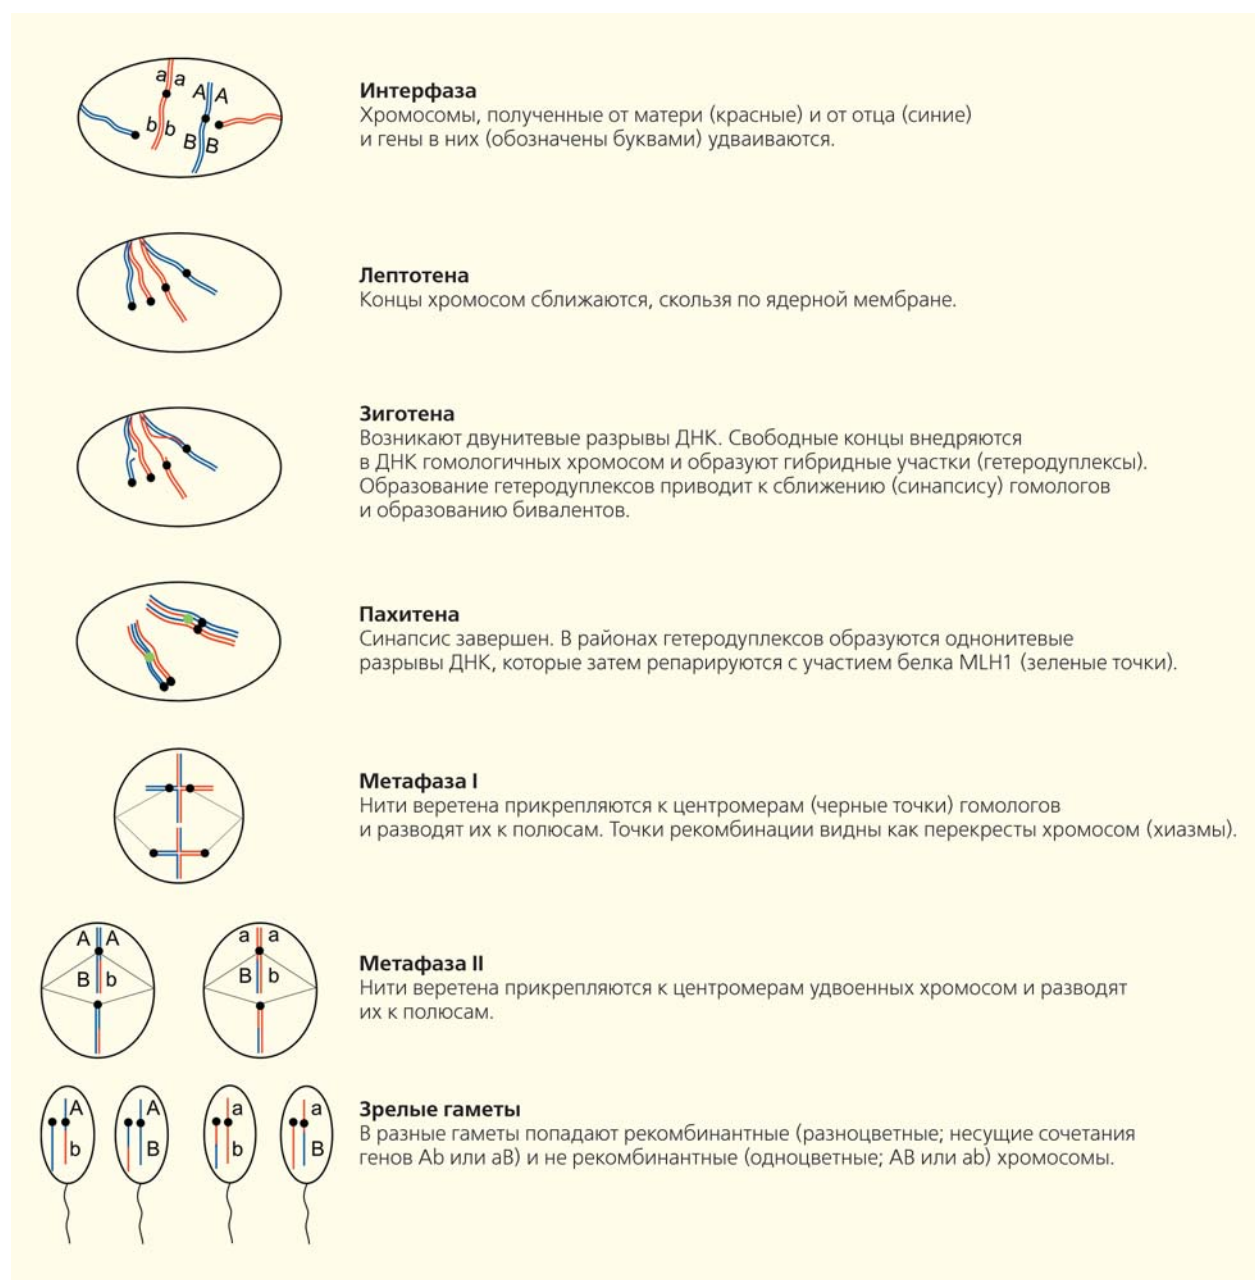 a a
A A
b b
B B
Интерфаза
Хромосомы, полученные от матери (красные) и от отца (синие)
и гены в них (обозначены буквами) удваиваются.
Лептотена
Концы хромосом сближаются, скользя по ядерной мембране.
Зиготена
Возникают двунитевые разрывы ДНК. Свободные концы внедряются
в ДНК гомологичных хромосом и образуют гибридные участки (гетеродуплексы).
Образование гетеродуплексов приводит к сближению (синапсису) гомологов
и образованию бивалентов.
Пахитена
Синапсис завершен. В районах гетеродуплексов образуются однонитевые
разрывы ДНК, которые затем репарируются с участием белка MLH1 (зеленые точки).
Метафаза I
Нити веретена прикрепляются к центромерам (черные точки) гомологов
и разводят их к полюсам. Точки рекомбинации видны как перекресты хромосом (хиазмы).
A A
B b
a a
B b
Метафаза II
Нити веретена прикрепляются к центромерам удвоенных хромосом и разводят
их к полюсам.
A
b
A
B
a
b
a
B
Зрелые гаметы
В разные гаметы попадают рекомбинантные (разноцветные; несущие сочетания
генов Ab или aB) и не рекомбинантные (одноцветные; AB или ab) хромосомы.